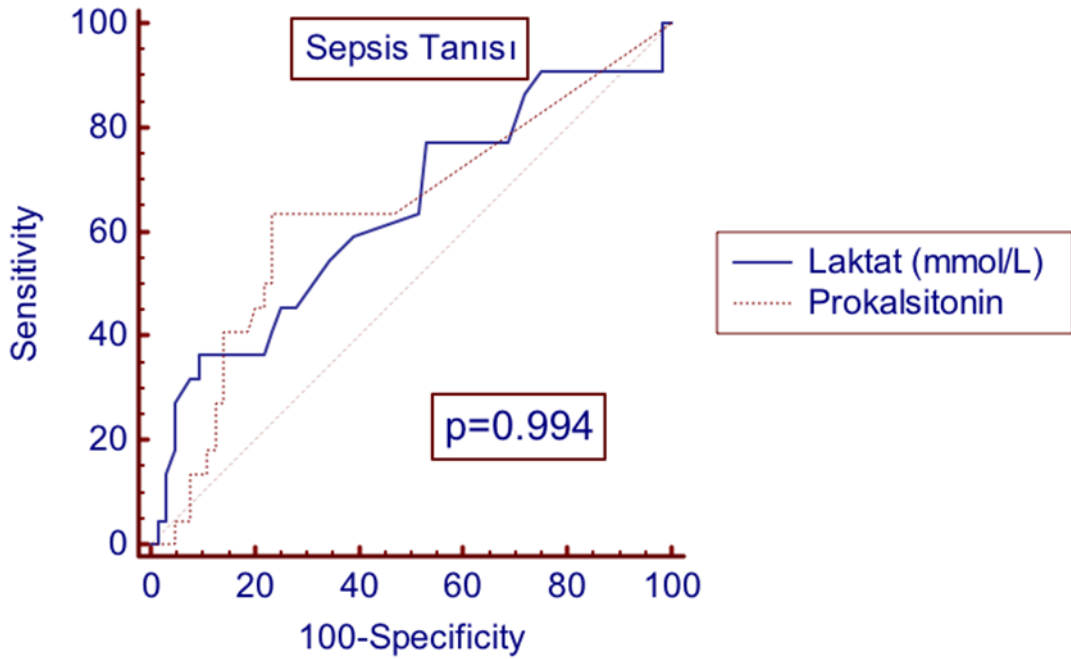 Sepsis Tanısı
100
80
60
40
20
0
Sensitivity
p=0.994
0 20 40 60 80 100
100-Specificity
Laktat (mmol/L)
Prokalsitonin